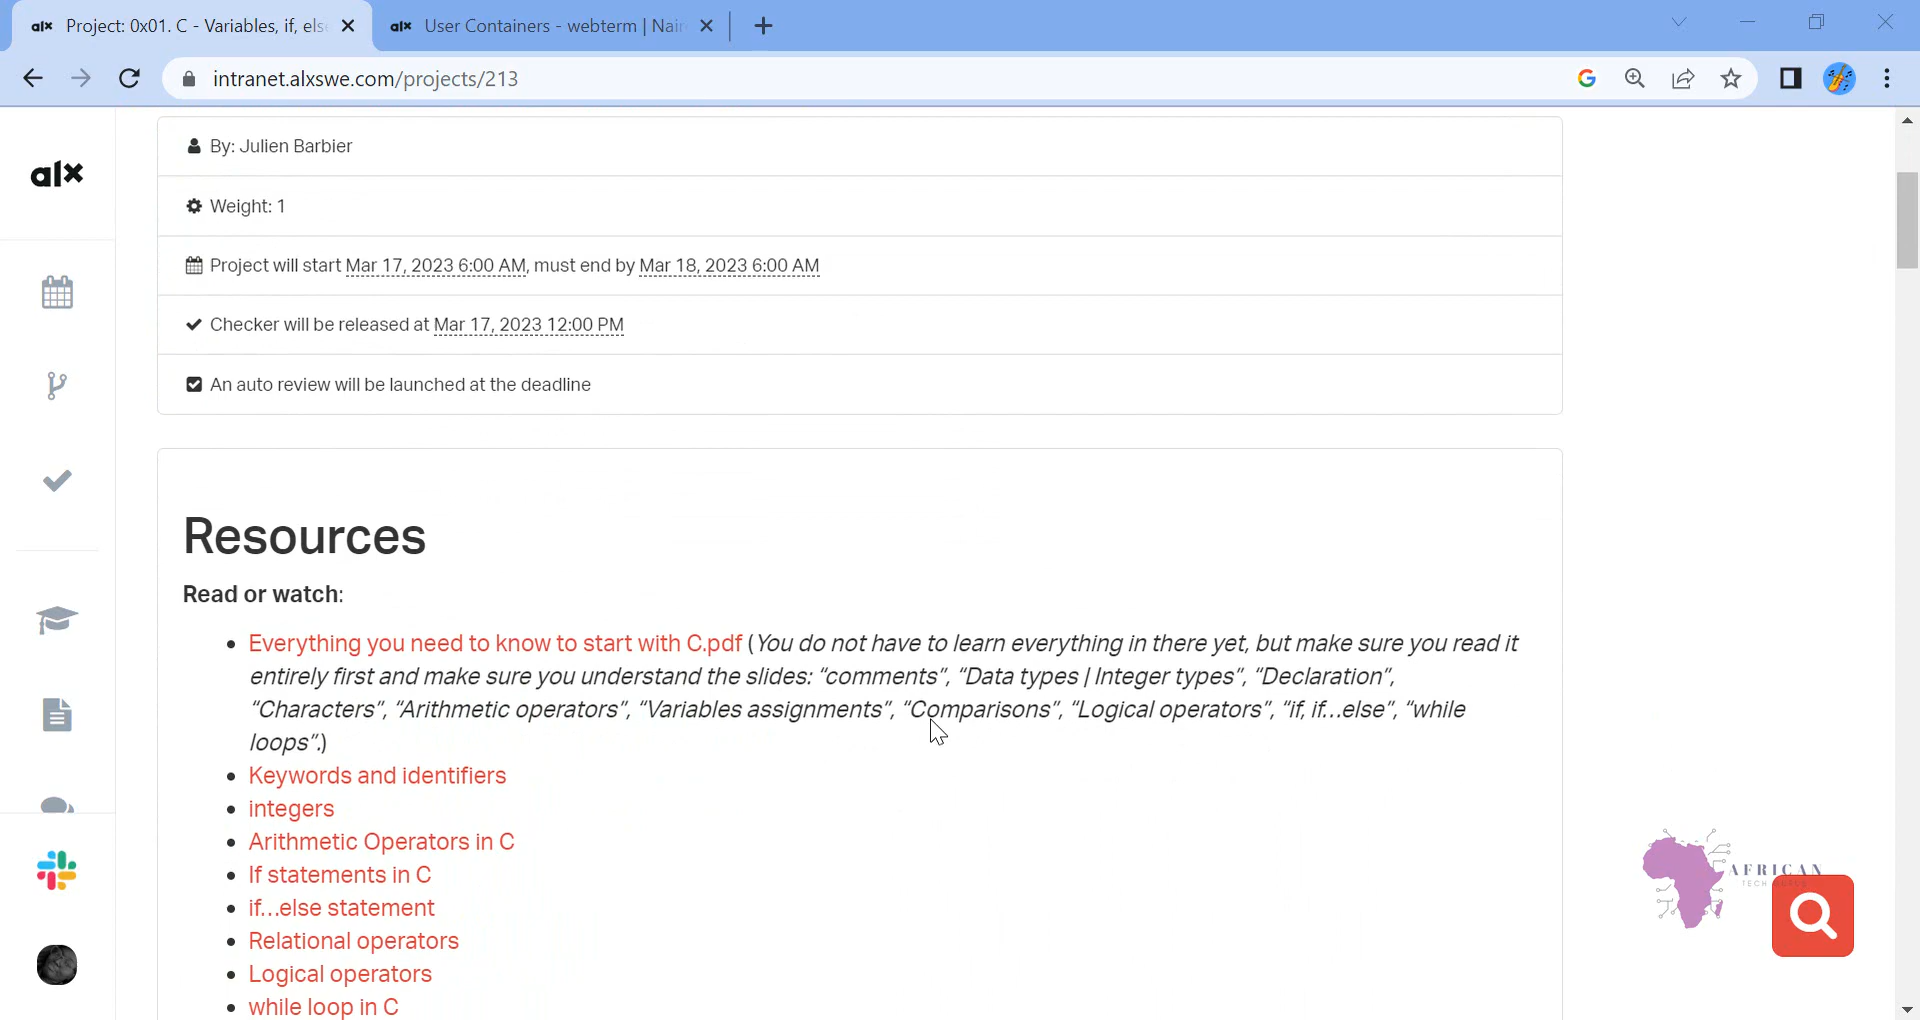 alx Project: 0x01. C - Variables, if, els
alx User Containers - webterm | Nair
intranet.alxswe.com/projects/213
alx
By: Julien Barbier
Weight: 1
Project will start Mar 17, 2023 6:00 AM, must end by Mar 18, 2023 6:00 AM
Checker will be released at Mar 17, 2023 12:00 PM
An auto review will be launched at the deadline
Resources
Read or watch:
Everything you need to know to start with C.pdf (You do not have to learn everything in there yet, but make sure you read it
entirely first and make sure you understand the slides: “comments”, “Data types | Integer types”, “Declaration”,
“Characters”, “Arithmetic operators”, “Variables assignments”, “Comparisons”, “Logical operators”, “if, if…else”, “while
loops”.)
Keywords and identifiers
integers
Arithmetic Operators in C
If statements in C
if…else statement
Relational operators
Logical operators
while loop in C
AFRICAN
TECH